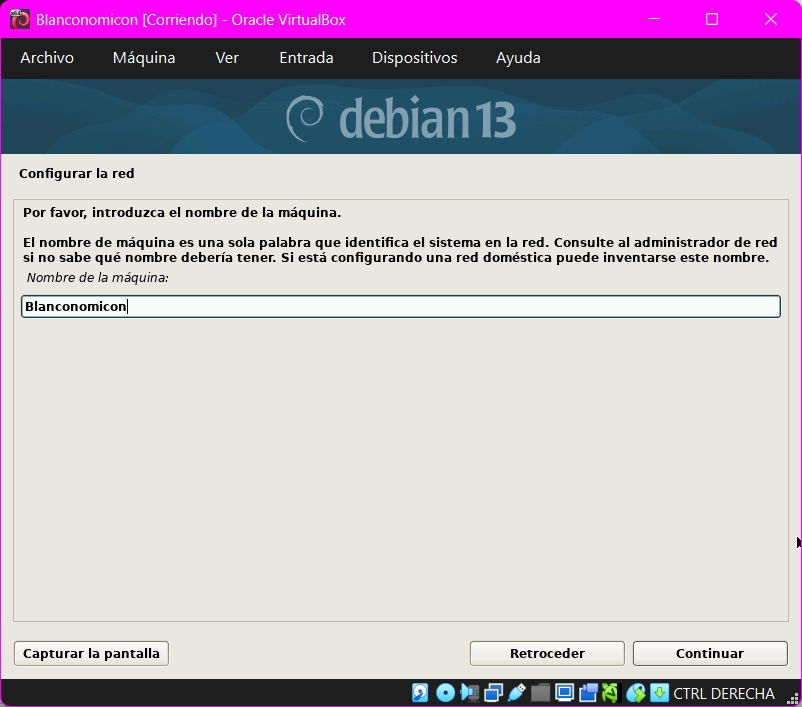 Blanconomicon [Corriendo] - Oracle VirtualBox
Archivo Máquina Ver Entrada Dispositivos Ayuda
debian 13
Configurar la red
Por favor, introduzca el nombre de la máquina.
El nombre de máquina es una sola palabra que identifica el sistema en la red. Consulte al administrador de red
si no sabe qué nombre debería tener. Si está configurando una red doméstica puede inventarse este nombre.
Nombre de la máquina:
Blanconomicon
Capturar la pantalla Retroceder Continuar
CTRL DERECHA